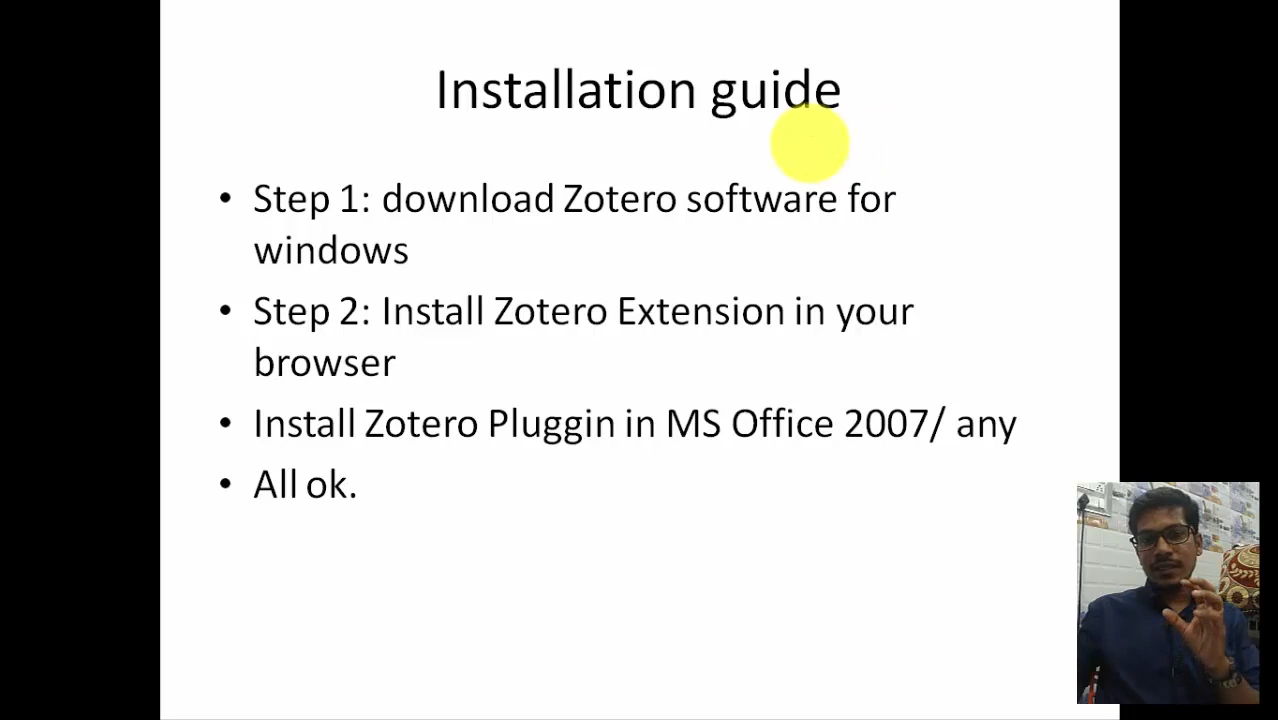 Installation guide
• Step 1: download Zotero software for
windows
• Step 2: Install Zotero Extension in your
browser
• Install Zotero Pluggin in MS Office 2007/ any
• All ok.